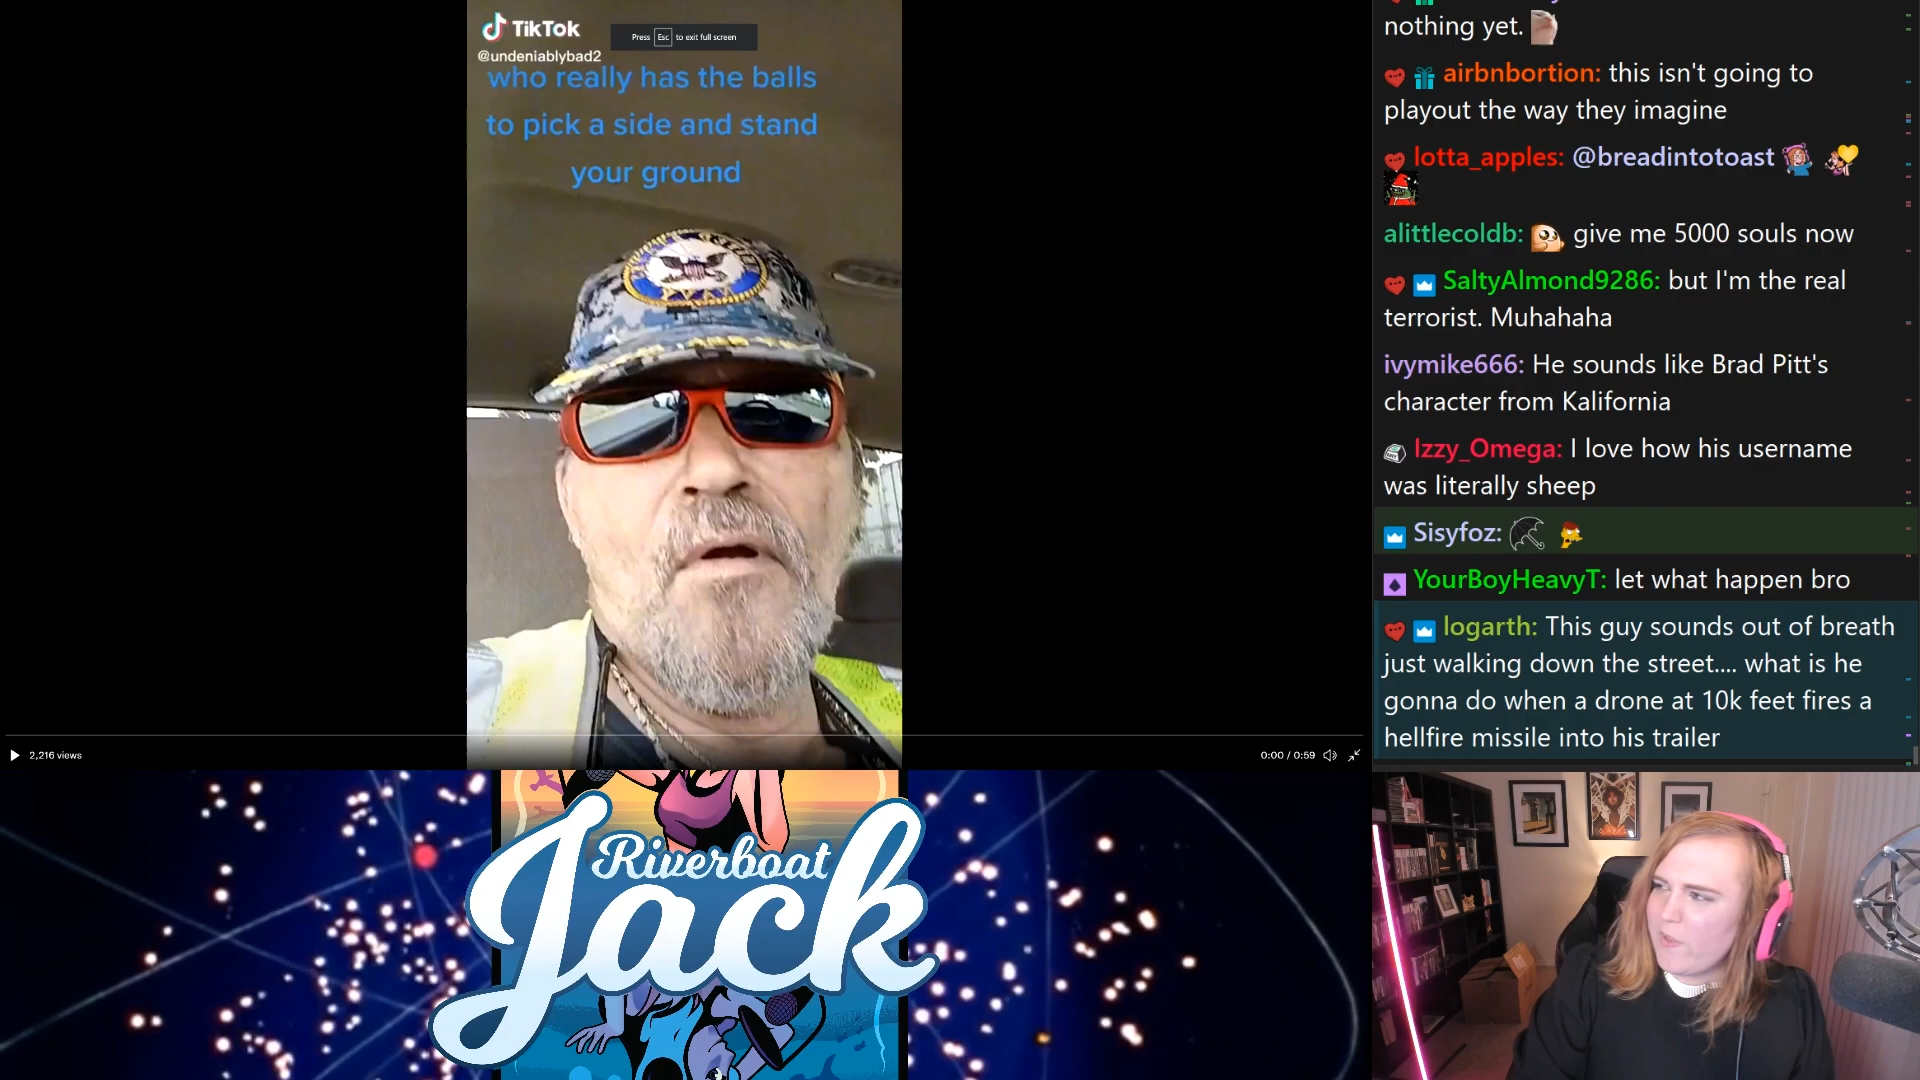 TikTok
@undeniablybad2
Press Esc to exit full screen
who really has the balls
to pick a side and stand
your ground
2,216 views
0:00 / 0:59
Riverboat
Jack
nothing yet.
airbnbortion: this isn't going to
playout the way they imagine
lotta_apples: @breadintotoast
alittlecoldb: give me 5000 souls now
SaltyAlmond9286: but I'm the real
terrorist. Muhahaha
ivymike666: He sounds like Brad Pitt's
character from Kalifornia
Izzy_Omega: I love how his username
was literally sheep
Sisyfoz:
YourBoyHeavyT: let what happen bro
logarth: This guy sounds out of breath
just walking down the street.... what is he
gonna do when a drone at 10k feet fires a
hellfire missile into his trailer